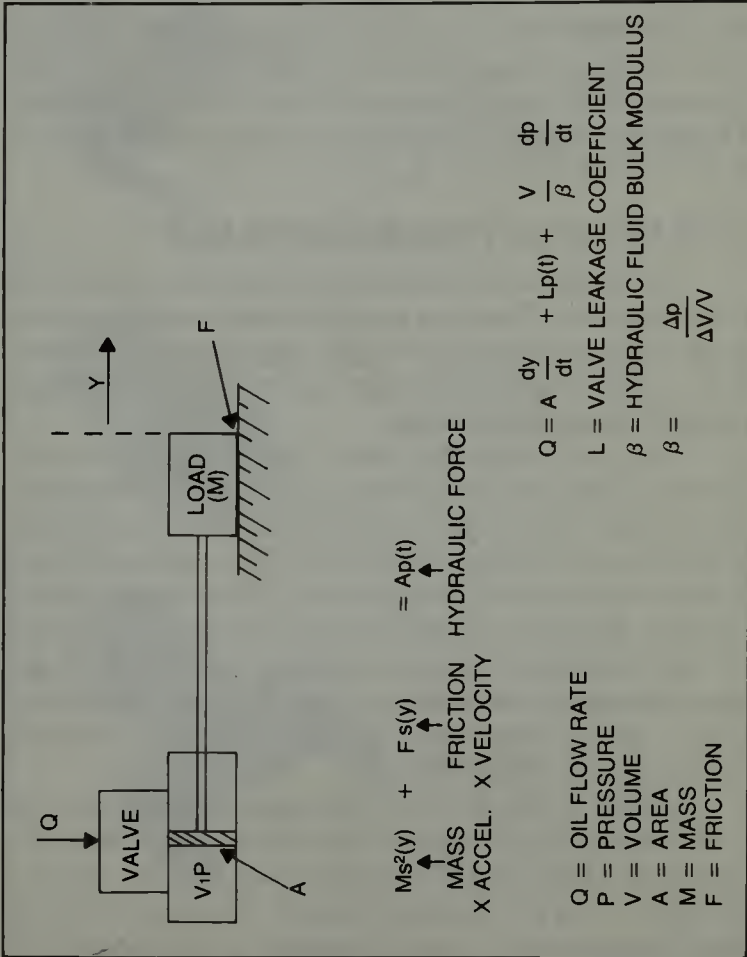 Q
VALVE
V₁P
A
LOAD
(M)
Y
F
Ms²(y) + F s(y) = Ap(t)
MASS FRICTION HYDRAULIC FORCE
X ACCEL. X VELOCITY
Q = OIL FLOW RATE
P = PRESSURE
V = VOLUME
A = AREA
M = MASS
F = FRICTION
Q = A dy/dt + Lp(t) + V/β dp/dt
L = VALVE LEAKAGE COEFFICIENT
β = HYDRAULIC FLUID BULK MODULUS
β = Δp/ΔV/V